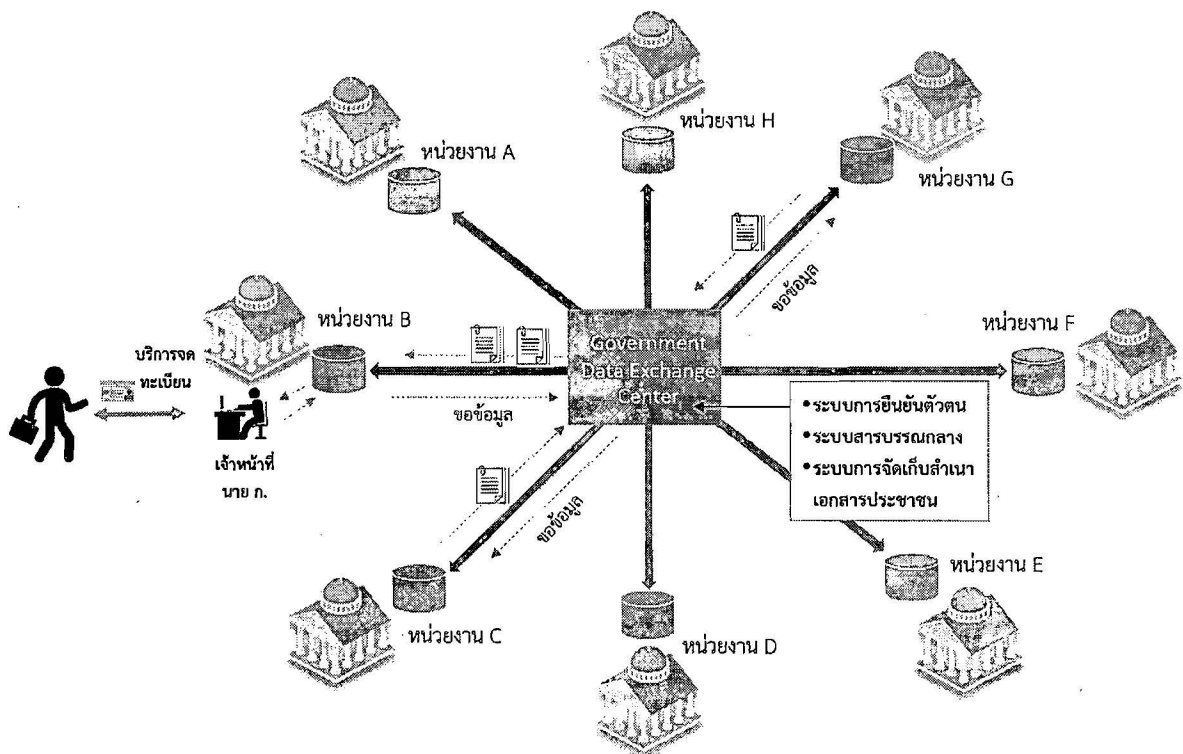 หน่วยงาน H
หน่วยงาน A
หน่วยงาน G
ขอข้อมูล
หน่วยงาน B
บริการจด
ทะเบียน
เจ้าหน้าที่
นาย ก.
ขอข้อมูล
Government
Data Exchange
Center
หน่วยงาน F
•ระบบการยืนยันตัวตน
•ระบบสารบรรณกลาง
•ระบบการจัดเก็บสำเนา
เอกสารประชาชน
ขอข้อมูล
หน่วยงาน C
หน่วยงาน D
หน่วยงาน E